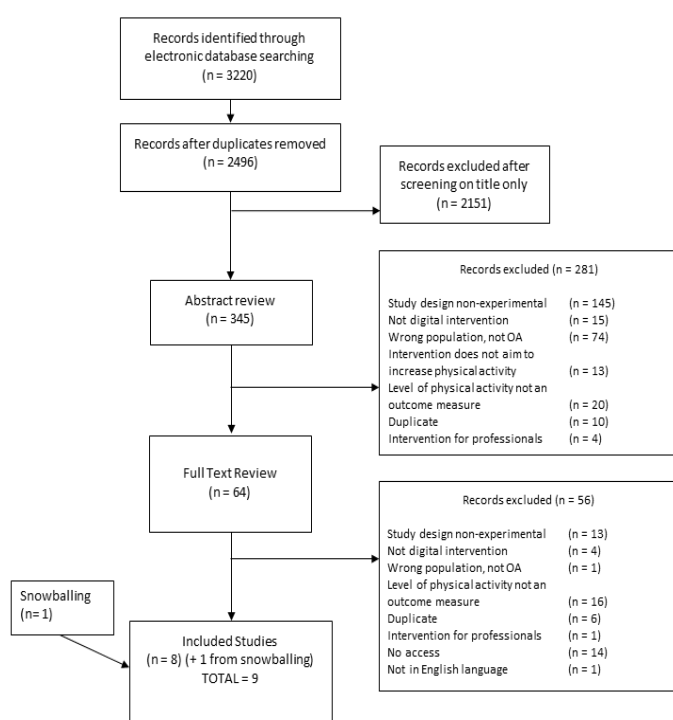 Records identified through
electronic database searching
(n = 3220)
Records after duplicates removed
(n = 2496)
Records excluded after
screening on title only
(n = 2151)
Abstract review
(n = 345)
Records excluded (n = 281)
Study design non-experimental (n = 145)
Not digital intervention (n = 15)
Wrong population, not OA (n = 74)
Intervention does not aim to
increase physical activity (n = 13)
Level of physical activity not an
outcome measure (n = 20)
Duplicate (n = 10)
Intervention for professionals (n = 4)
Full Text Review
(n = 64)
Records excluded (n = 56)
Study design non-experimental (n = 13)
Not digital intervention (n = 4)
Wrong population, not OA (n = 1)
Level of physical activity not an
outcome measure (n = 16)
Duplicate (n = 6)
Intervention for professionals (n = 1)
No access (n = 14)
Not in English language (n = 1)
Snowballing
(n= 1)
Included Studies
(n = 8) (+ 1 from snowballing)
TOTAL = 9